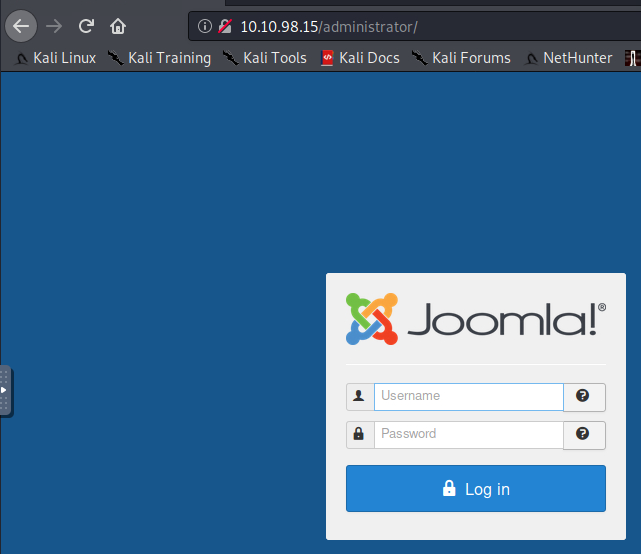 10.10.98.15/administrator/
Kali Linux Kali Training Kali Tools Kali Docs Kali Forums NetHunter
Joomla!®
Username
Password
Log in